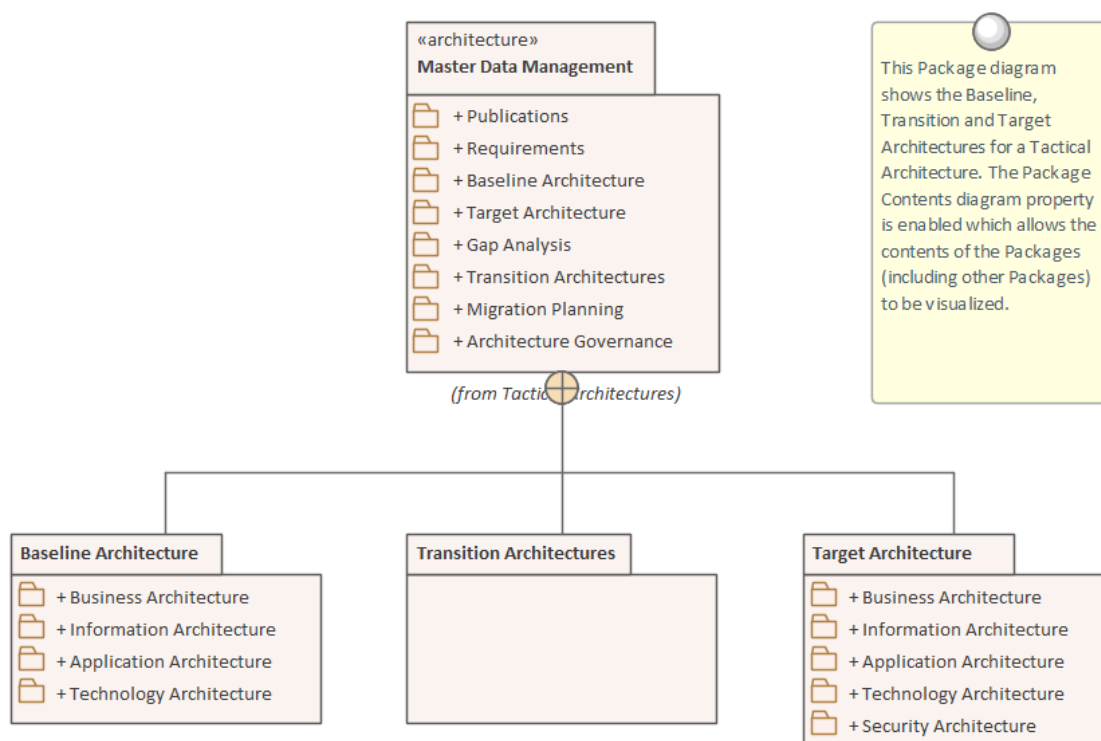 «architecture»
Master Data Management
+ Publications
+ Requirements
+ Baseline Architecture
+ Target Architecture
+ Gap Analysis
+ Transition Architectures
+ Migration Planning
+ Architecture Governance
(from Tactical Architectures)
This Package diagram
shows the Baseline,
Transition and Target
Architectures for a Tactical
Architecture. The Package
Contents diagram property
is enabled which allows the
contents of the Packages
(including other Packages)
to be visualized.
Baseline Architecture
+ Business Architecture
+ Information Architecture
+ Application Architecture
+ Technology Architecture
Transition Architectures
Target Architecture
+ Business Architecture
+ Information Architecture
+ Application Architecture
+ Technology Architecture
+ Security Architecture